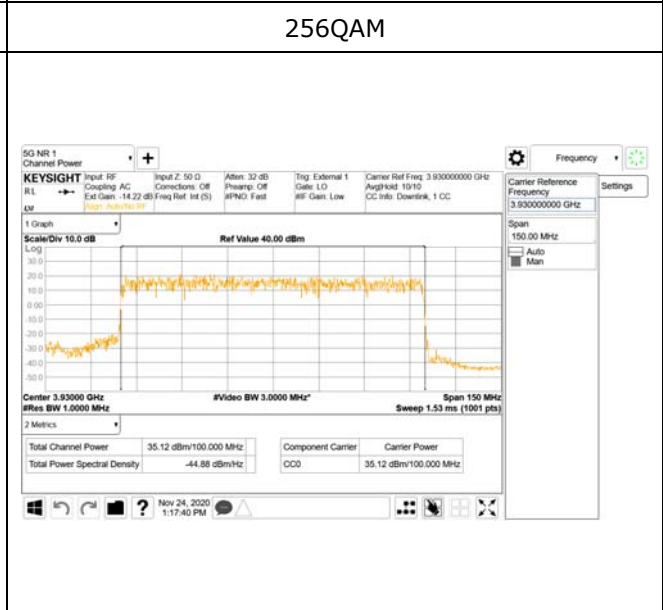 256QAM
5G NR 1
Channel Power
+
Frequency
KEYSIGHT
RL
Input: RF
Coupling: AC
Ext Gain: -14.22 dB
Align: Auto/No RF
Input Z: 50 Ω
Corrections: Off
Freq Ref: Int (S)
Atten: 32 dB
Preamp: Off
#PNO: Fast
Trig: External 1
Gate: LO
#IF Gain: Low
Carrier Ref Freq: 3.930000000 GHz
Avg|Hold: 10/10
CC Info: Downlink, 1 CC
Carrier Reference
Frequency
3.930000000 GHz
Settings
Span
150.00 MHz
Auto
Man
1 Graph
Scale/Div 10.0 dB
Ref Value 40.00 dBm
Log
30.0
20.0
10.0
0.00
-10.0
-20.0
-30.0
-40.0
-50.0
Center 3.93000 GHz
#Video BW 3.0000 MHz*
Span 150 MHz
#Res BW 1.0000 MHz
Sweep 1.53 ms (1001 pts)
2 Metrics
Total Channel Power 35.12 dBm/100.000 MHz
Total Power Spectral Density -44.88 dBm/Hz
Component Carrier Carrier Power
CC0 35.12 dBm/100.000 MHz
?
Nov 24, 2020
1:17:40 PM